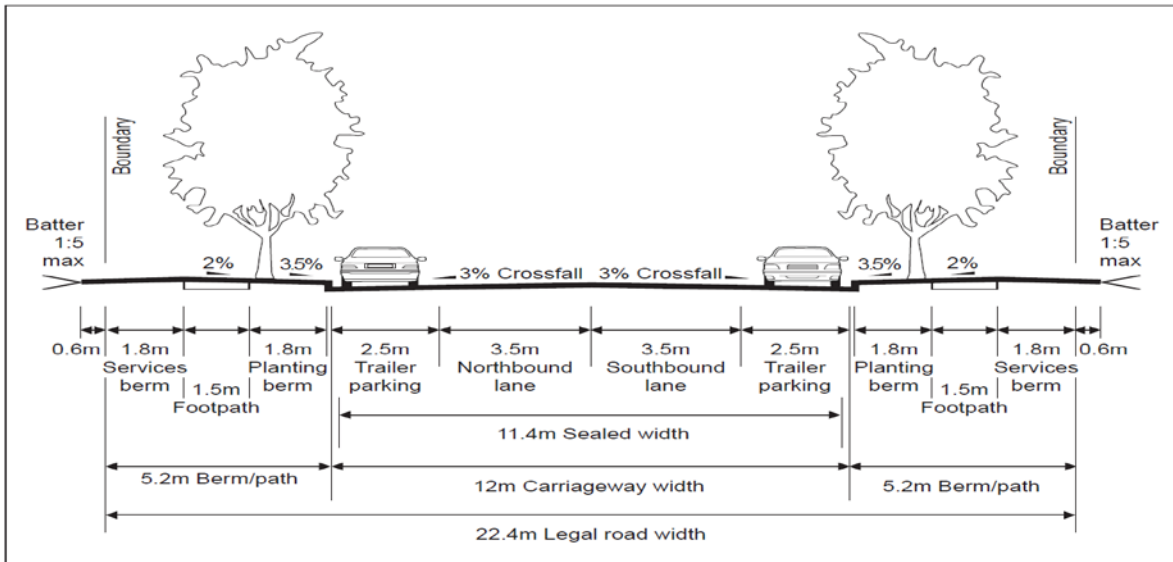 Boundary
Boundary
Batter
1:5
max
Batter
1:5
max
2%
3.5%
3% Crossfall
3% Crossfall
3.5%
2%
0.6m
1.8m
Services
berm
1.5m
Footpath
1.8m
Planting
berm
2.5m
Trailer
parking
3.5m
Northbound
lane
3.5m
Southbound
lane
2.5m
Trailer
parking
1.8m
Planting
berm
1.5m
Footpath
1.8m
Services
berm
0.6m
11.4m Sealed width
5.2m Berm/path
12m Carriageway width
5.2m Berm/path
22.4m Legal road width